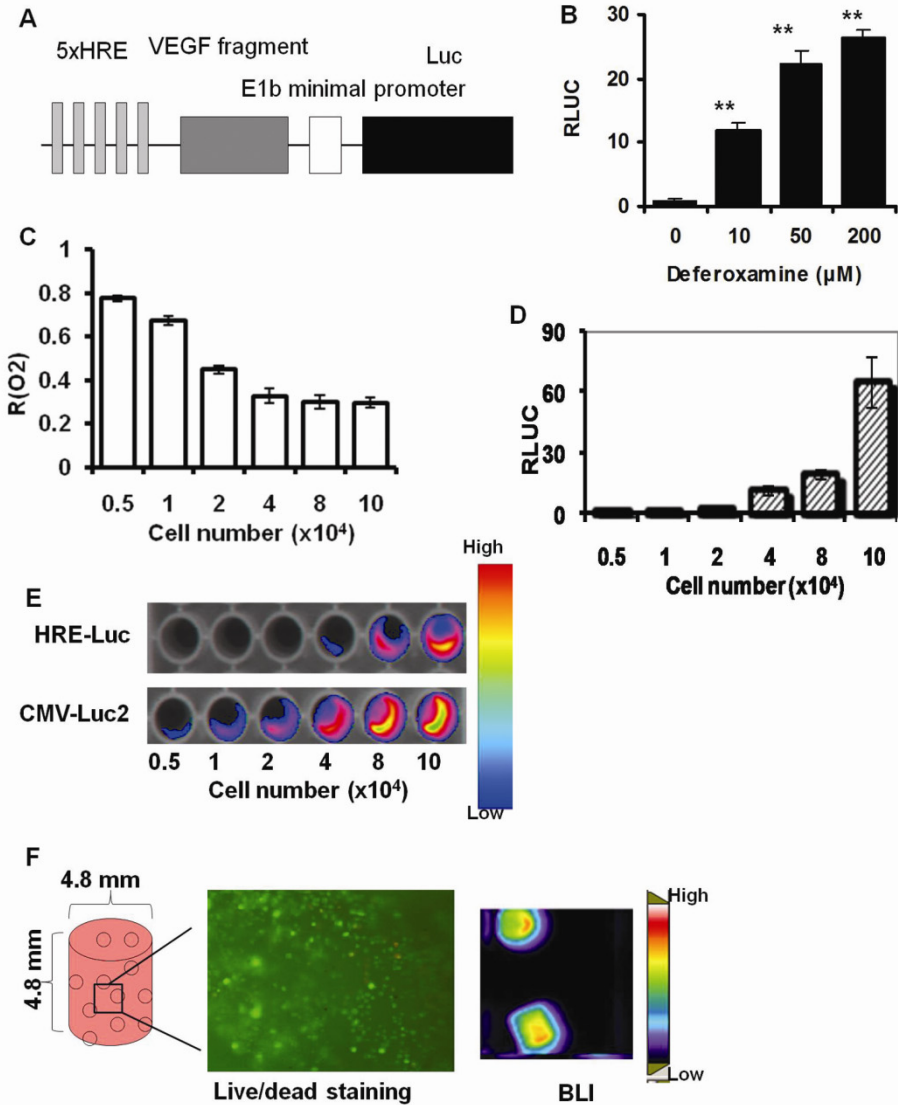 A
5xHRE
VEGF fragment
E1b minimal promoter
Luc
B
RLUC
30
20
10
0
**
**
**
0 10 50 200
Deferoxamine (µM)
C
R(O2)
1
0.8
0.6
0.4
0.2
0
0.5 1 2 4 8 10
Cell number (x10⁴)
D
RLUC
90
60
30
0
0.5 1 2 4 8 10
Cell number (x10⁴)
E
HRE-Luc
CMV-Luc2
0.5 1 2 4 8 10
Cell number (x10⁴)
High
Low
F
4.8 mm
4.8 mm
Live/dead staining
BLI
High
Low